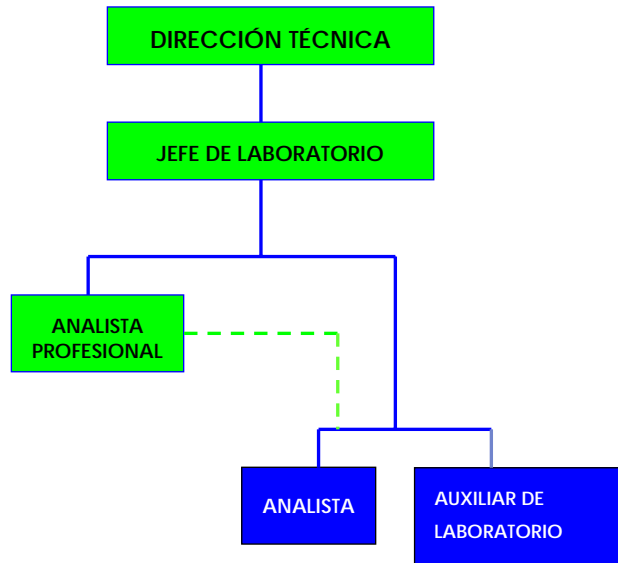 DIRECCIÓN TÉCNICA
JEFE DE LABORATORIO
ANALISTA
PROFESIONAL
ANALISTA
AUXILIAR DE
LABORATORIO